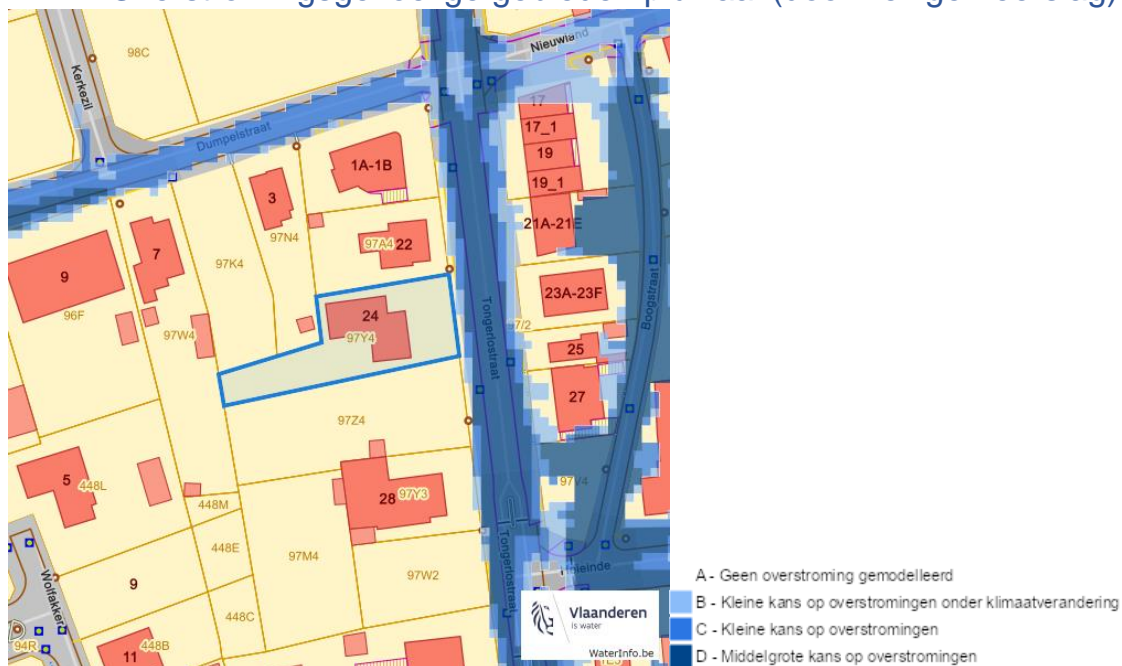 98C
Nieuwland
Kerkezil
Dumpelstraat
17
17_1
19
19_1
1A-1B
3
97N4
21A-21E
97A4 22
7
97K4
9
96F
23A-23F
24
97Y4
Tongerlostraat
Boogstraat
97W4
25
27
97Z4
5 448L
28 97Y3
97V4
448M
448E
97M4
9
97W2
Tongerlostraat
Wolfakker
448C
94R
11
448B
Vlaanderen
is water
WaterInfo.be
A - Geen overstroming gemodelleerd
B - Kleine kans op overstromingen onder klimaatverandering
C - Kleine kans op overstromingen
D - Middelgrote kans op overstromingen